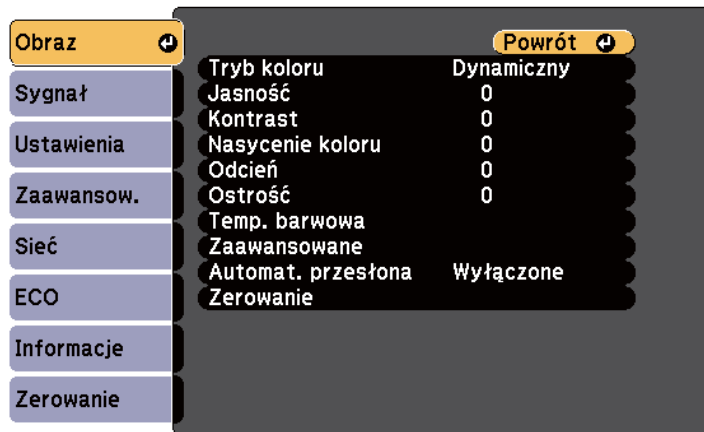 Obraz
Sygnał
Ustawienia
Zaawansow.
Sieć
ECO
Informacje
Zerowanie
Powrót
Tryb koloru Dynamiczny
Jasność 0
Kontrast 0
Nasycenie koloru 0
Odcień 0
Ostrość 0
Temp. barwowa
Zaawansowane
Automat. przesłona Wyłączone
Zerowanie